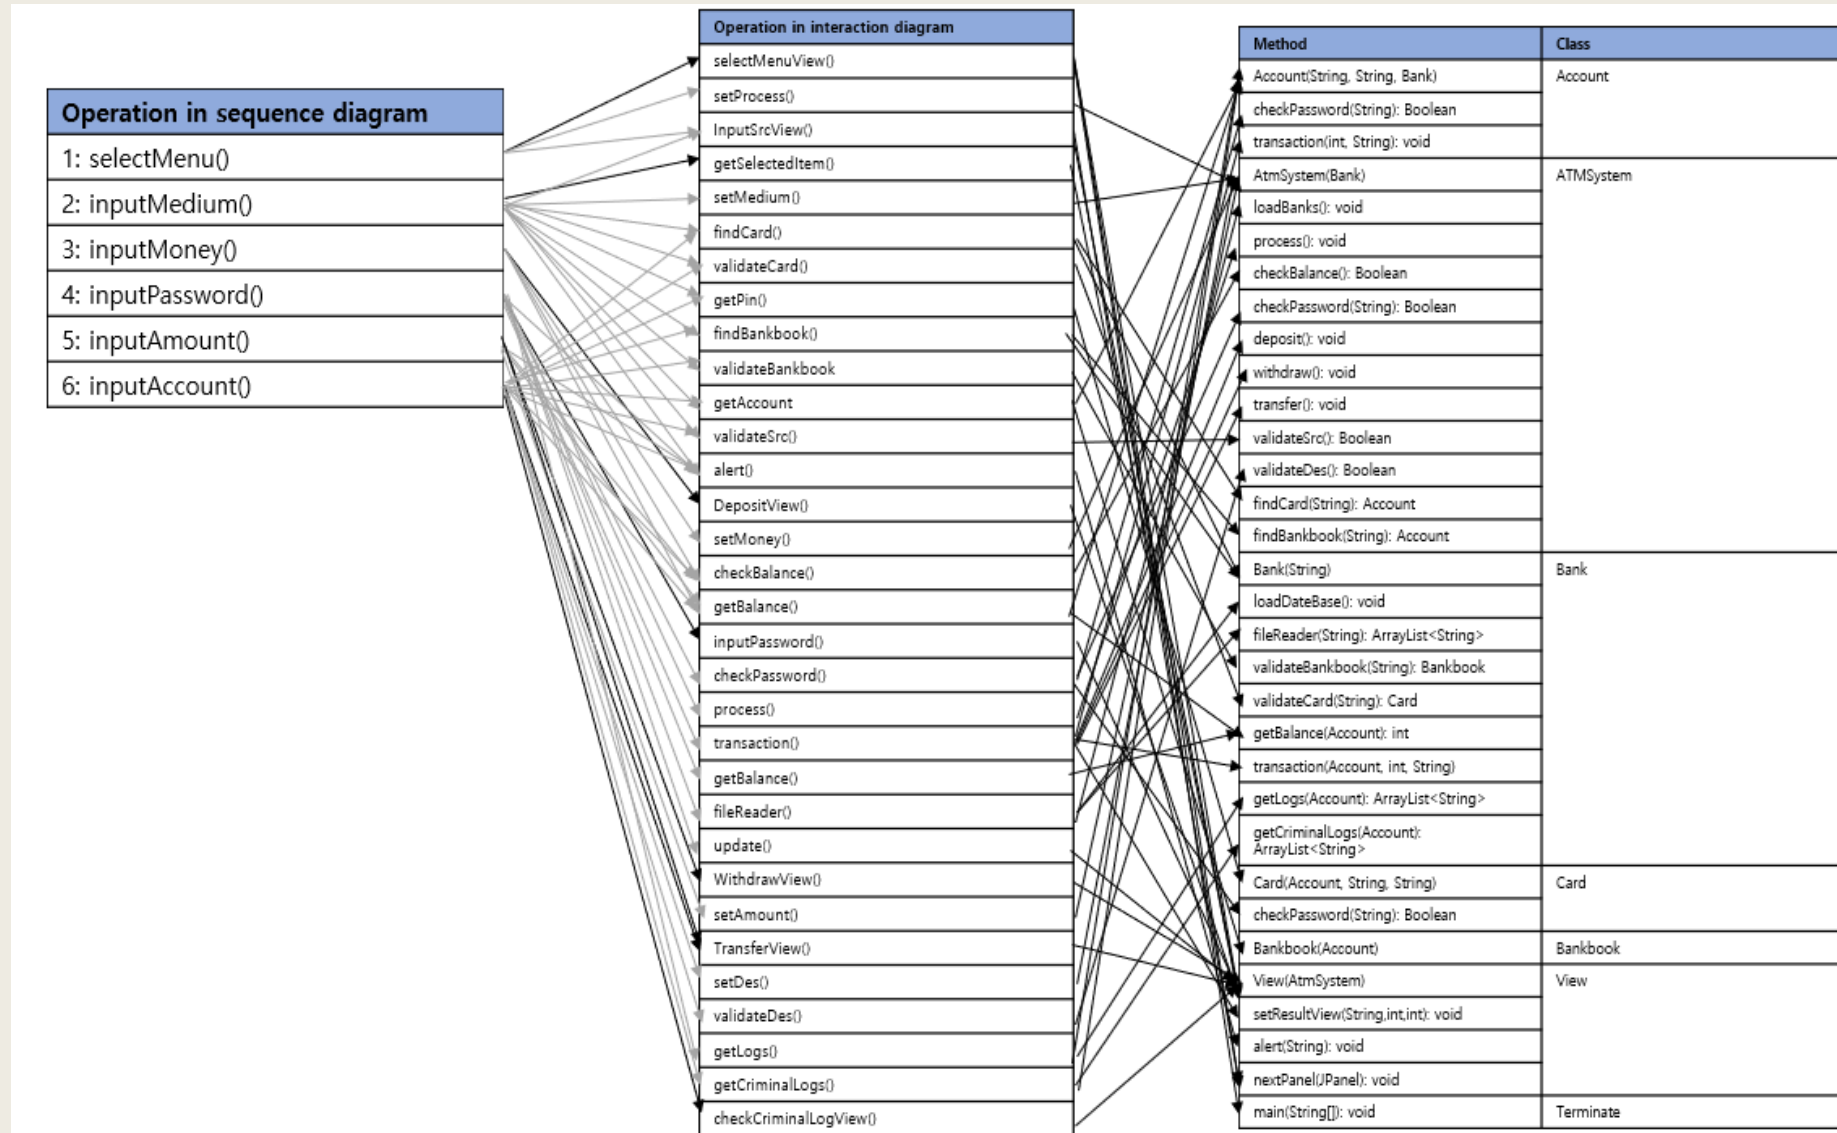 Operation in sequence diagram
1: selectMenu()
2: inputMedium()
3: inputMoney()
4: inputPassword()
5: inputAmount()
6: inputAccount()
Operation in interaction diagram
selectMenuView()
setProcess()
InputSrcView()
getSelectedItem()
setMedium()
findCard()
validateCard()
getPin()
findBankbook()
validateBankbook
getAccount
validateSrc()
alert()
DepositView()
setMoney()
checkBalance()
getBalance()
inputPassword()
checkPassword()
process()
transaction()
getBalance()
fileReader()
update()
WithdrawView()
setAmount()
TransferView()
setDes()
validateDes()
getLogs()
getCriminalLogs()
checkCriminalLogView()
Method Class
Account(String, String, Bank) Account
checkPassword(String): Boolean
transaction(int, String): void
AtmSystem(Bank) ATMSystem
loadBanks(): void
process(): void
checkBalance(): Boolean
checkPassword(String): Boolean
deposit(): void
withdraw(): void
transfer(): void
validateSrc(): Boolean
validateDes(): Boolean
findCard(String): Account
findBankbook(String): Account
Bank(String) Bank
loadDateBase(): void
fileReader(String): ArrayList<String>
validateBankbook(String): Bankbook
validateCard(String): Card
getBalance(Account): int
transaction(Account, int, String)
getLogs(Account): ArrayList<String>
getCriminalLogs(Account):
ArrayList<String>
Card(Account, String, String) Card
checkPassword(String): Boolean
Bankbook(Account) Bankbook
View(AtmSystem) View
setResultView(String,int,int): void
alert(String): void
nextPanel(JPanel): void
main(String[]): void Terminate